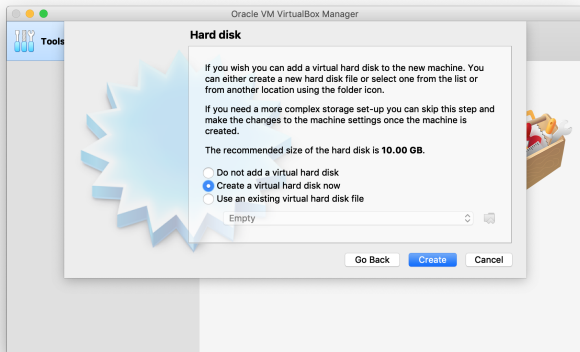 Oracle VM VirtualBox Manager
Tools
Hard disk
If you wish you can add a virtual hard disk to the new machine. You
can either create a new hard disk file or select one from the list or
from another location using the folder icon.
If you need a more complex storage set-up you can skip this step and
make the changes to the machine settings once the machine is
created.
The recommended size of the hard disk is 10.00 GB.
Do not add a virtual hard disk
Create a virtual hard disk now
Use an existing virtual hard disk file
Empty
Go Back
Create
Cancel